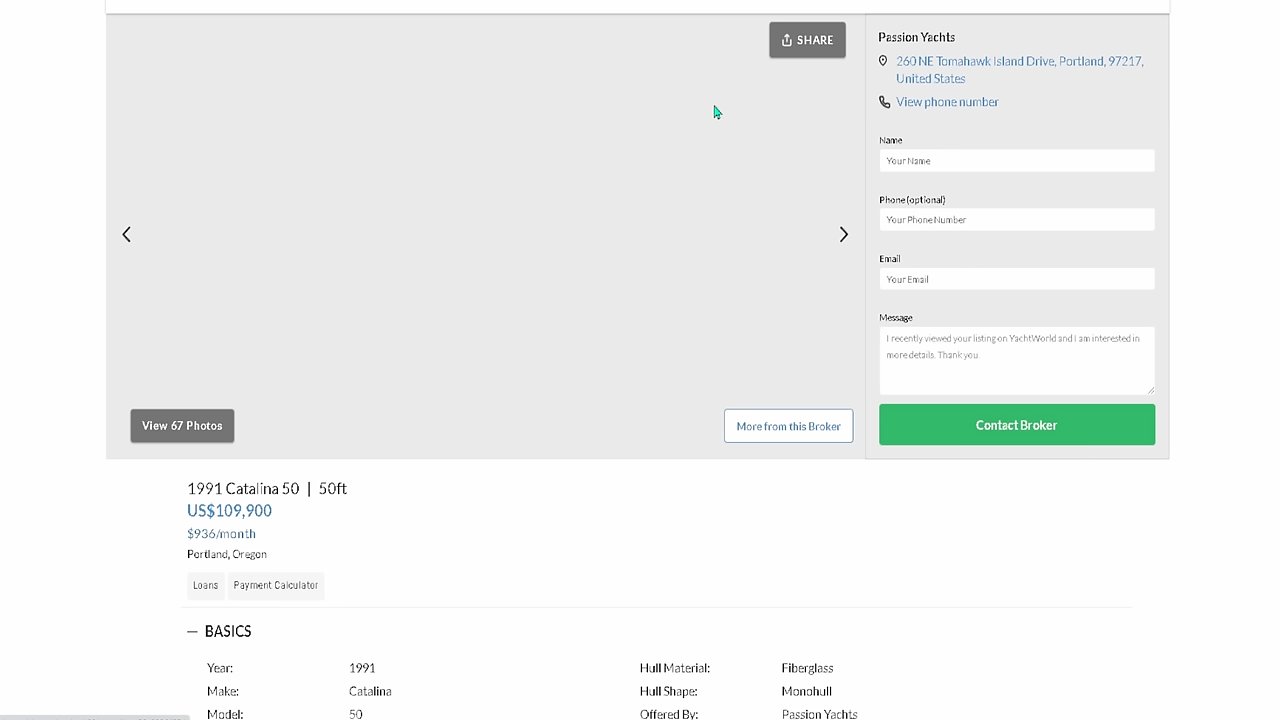 SHARE
Passion Yachts
260 NE Tomahawk Island Drive, Portland, 97217,
United States
View phone number
Name
Your Name
Phone (optional)
Your Phone Number
Email
Your Email
Message
I recently viewed your listing on YachtWorld and I am interested in
more details. Thank you.
View 67 Photos
More from this Broker
Contact Broker
1991 Catalina 50 | 50ft
US$109,900
$936/month
Portland, Oregon
Loans
Payment Calculator
— BASICS
Year: 1991
Hull Material: Fiberglass
Make: Catalina
Hull Shape: Monohull
Model: 50
Offered By: Passion Yachts